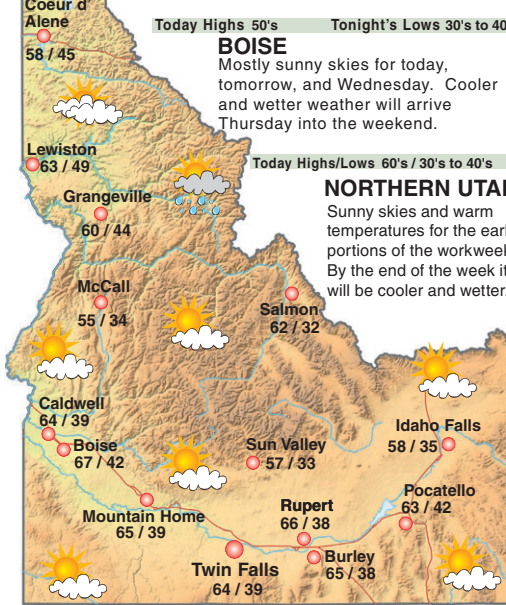 Coeur d'
Alene
58 / 45
Today Highs 50's Tonight's Lows 30's to 40
BOISE
Mostly sunny skies for today,
tomorrow, and Wednesday. Cooler
and wetter weather will arrive
Thursday into the weekend.
Lewiston
63 / 49
Today Highs/Lows 60's / 30's to 40's
Grangeville
60 / 44
NORTHERN UTAH
Sunny skies and warm
temperatures for the early
portions of the workweek.
By the end of the week it
will be cooler and wetter.
McCall
55 / 34
Salmon
62 / 32
Caldwell
64 / 39
Boise
67 / 42
Sun Valley
57 / 33
Idaho Falls
58 / 35
Mountain Home
65 / 39
Rupert
66 / 38
Pocatello
63 / 42
Twin Falls
64 / 39
Burley
65 / 38